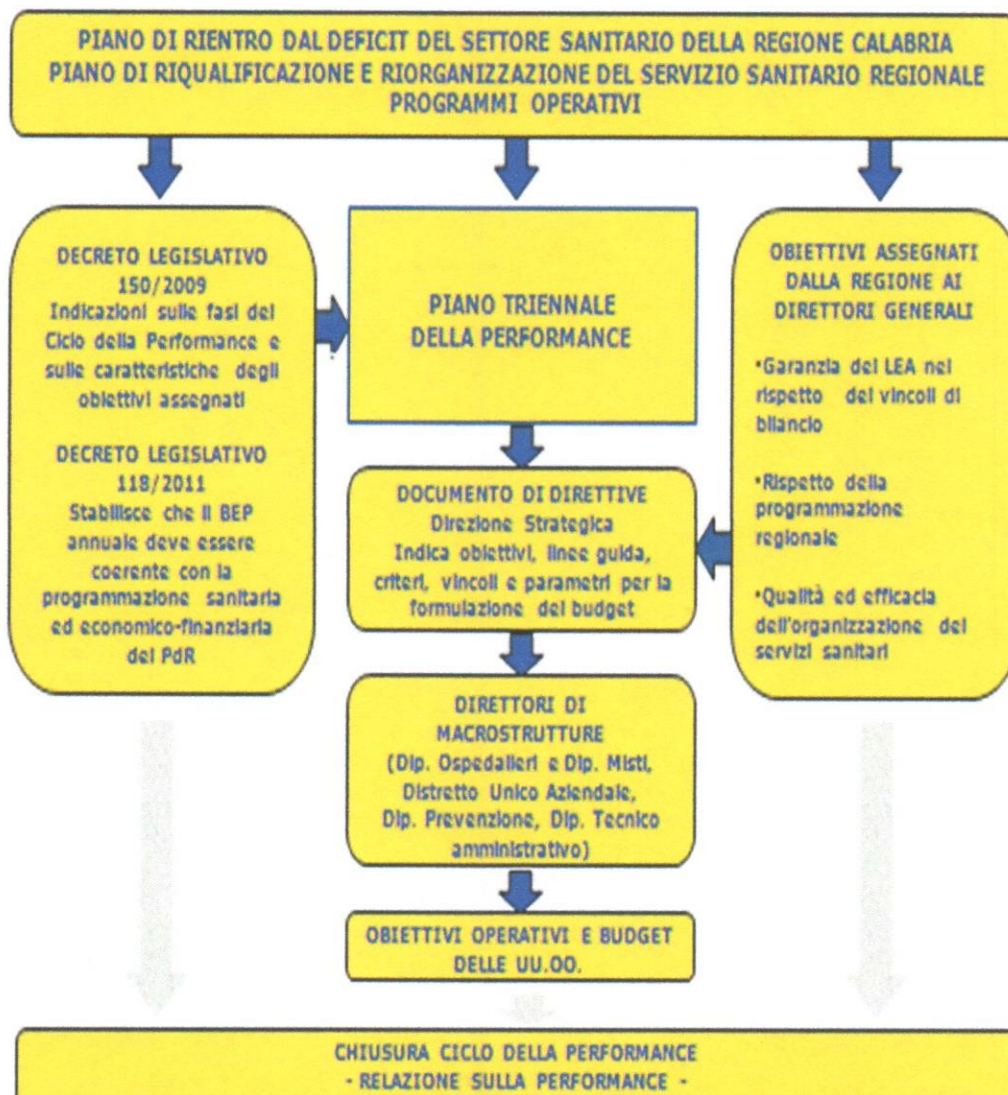 PIANO DI RIENTRO DAL DEFICIT DEL SETTORE SANITARIO DELLA REGIONE CALABRIA
PIANO DI RIQUALIFICAZIONE E RIORGANIZZAZIONE DEL SERVIZIO SANITARIO REGIONALE
PROGRAMMI OPERATIVI
DECRETO LEGISLATIVO
150/2009
Indicazioni sulle fasi del
Ciclo della Performance e
sulle caratteristiche degli
obiettivi assegnati
DECRETO LEGISLATIVO
118/2011
Stabilisce che il BEP
annuale deve essere
coerente con la
programmazione sanitaria
ed economico-finanziaria
del PdR
PIANO TRIENNALE
DELLA PERFORMANCE
DOCUMENTO DI DIRETTIVE
Direzione Strategica
Indica obiettivi, linee guida,
criteri, vincoli e parametri per la
formulazione del budget
DIRETTORI DI
MACROSTRUTTURE
(Dip. Ospedalieri e Dip. Misti,
Distretto Unico Aziendale,
Dip. Prevenzione, Dip. Tecnico
amministrativo)
OBIETTIVI OPERATIVI E BUDGET
DELLE UU.OO.
OBIETTIVI ASSEGNATI
DALLA REGIONE AI
DIRETTORI GENERALI
•Garanzia dei LEA nel
rispetto dei vincoli di
bilancio
•Rispetto della
programmazione
regionale
•Qualità ed efficacia
dell'organizzazione dei
servizi sanitari
CHIUSURA CICLO DELLA PERFORMANCE
- RELAZIONE SULLA PERFORMANCE -